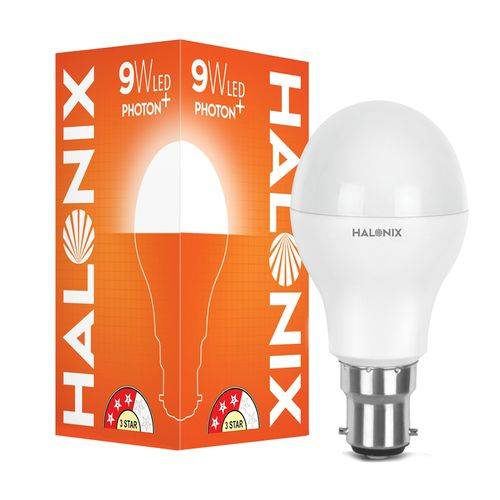 HALONIX
9W LED
PHOTON+
3 STAR
9W LED
PHOTON+
HALONIX
3 STAR
HALONIX